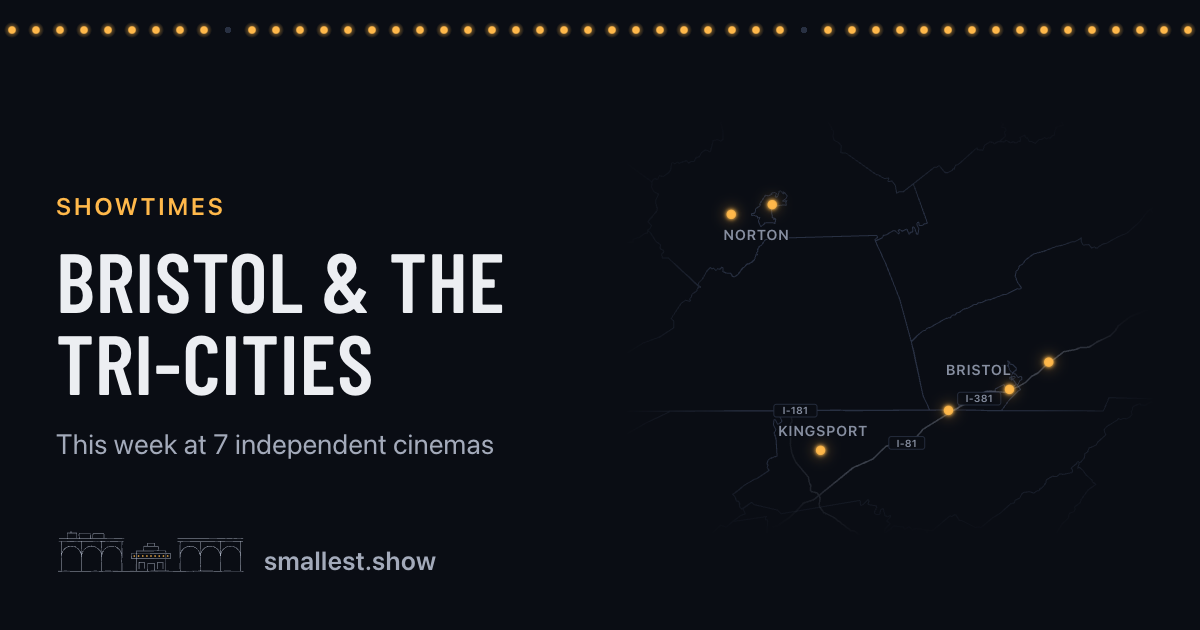 SHOWTIMES
BRISTOL & THE
TRI-CITIES
This week at 7 independent cinemas
smallest.show
NORTON
BRISTOL
I-381
I-181
KINGSPORT
I-81